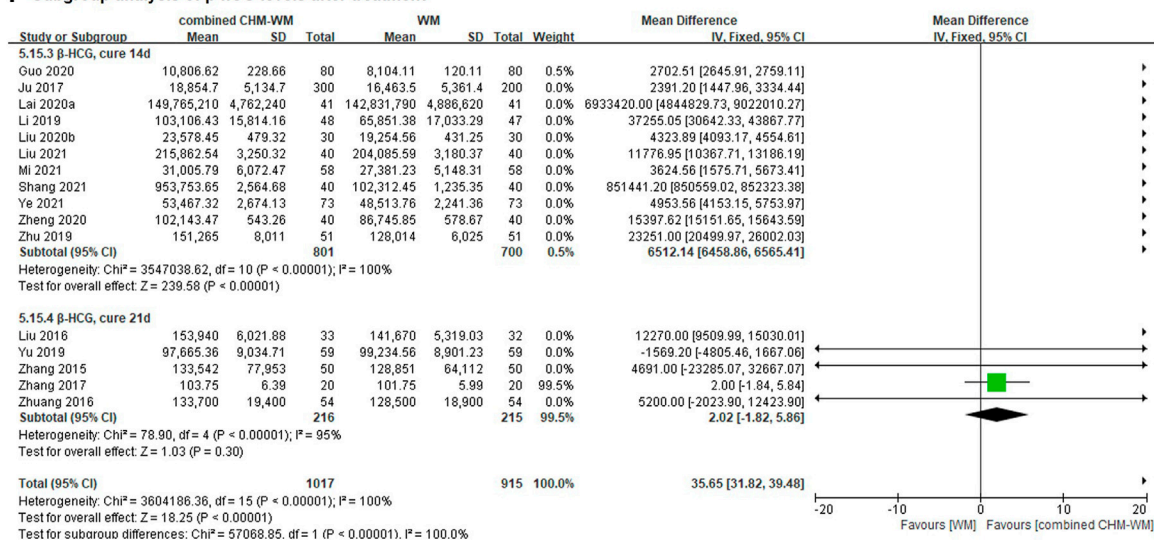 combined CHM-WM WM Mean Difference Mean Difference
Study or Subgroup Mean SD Total Mean SD Total Weight IV, Fixed, 95% CI IV, Fixed, 95% CI
5.15.3 β-HCG, cure 14d
Guo 2020 10,806.62 228.66 80 8,104.11 120.11 80 0.5% 2702.51 [2645.91, 2759.11]
Ju 2017 18,854.7 5,134.7 300 16,463.5 5,361.4 200 0.0% 2391.20 [1447.96, 3334.44]
Lai 2020a 149,765,210 4,762,240 41 142,831,790 4,886,620 41 0.0% 6933420.00 [4844829.73, 9022010.27]
Li 2019 103,106.43 15,814.16 48 65,851.38 17,033.29 47 0.0% 37255.05 [30642.33, 43867.77]
Liu 2020b 23,578.45 479.32 30 19,254.56 431.25 30 0.0% 4323.89 [4093.17, 4554.61]
Liu 2021 215,862.54 3,250.32 40 204,085.59 3,180.37 40 0.0% 11776.95 [10367.71, 13186.19]
Mi 2021 31,005.79 6,072.47 58 27,381.23 5,148.31 58 0.0% 3624.56 [1575.71, 5673.41]
Shang 2021 953,753.65 2,564.68 40 102,312.45 1,235.35 40 0.0% 851441.20 [850559.02, 852323.38]
Ye 2021 53,467.32 2,674.13 73 48,513.76 2,241.36 73 0.0% 4953.56 [4153.15, 5753.97]
Zheng 2020 102,143.47 543.26 40 86,745.85 578.67 40 0.0% 15397.62 [15151.65, 15643.59]
Zhu 2019 151,265 8,011 51 128,014 6,025 51 0.0% 23251.00 [20499.97, 26002.03]
Subtotal (95% CI) 801 700 0.5% 6512.14 [6458.86, 6565.41]
Heterogeneity: Chi² = 3547038.62, df = 10 (P < 0.00001); I² = 100%
Test for overall effect: Z = 239.58 (P < 0.00001)
5.15.4 β-HCG, cure 21d
Liu 2016 153,940 6,021.88 33 141,670 5,319.03 32 0.0% 12270.00 [9509.99, 15030.01]
Yu 2019 97,665.36 9,034.71 59 99,234.56 8,901.23 59 0.0% -1569.20 [-4805.46, 1667.06]
Zhang 2015 133,542 77,953 50 128,851 64,112 50 0.0% 4691.00 [-23285.07, 32667.07]
Zhang 2017 103.75 6.39 20 101.75 5.99 20 99.5% 2.00 [-1.84, 5.84]
Zhuang 2016 133,700 19,400 54 128,500 18,900 54 0.0% 5200.00 [-2023.90, 12423.90]
Subtotal (95% CI) 216 215 99.5% 2.02 [-1.82, 5.86]
Heterogeneity: Chi² = 78.90, df = 4 (P < 0.00001); I² = 95%
Test for overall effect: Z = 1.03 (P = 0.30)
Total (95% CI) 1017 915 100.0% 35.65 [31.82, 39.48]
Heterogeneity: Chi² = 3604186.36, df = 15 (P < 0.00001); I² = 100%
Test for overall effect: Z = 18.25 (P < 0.00001)
Test for subgroup differences: Chi² = 57068.85, df = 1 (P < 0.00001), I² = 100.0%
-20 -10 0 10 20
Favours [WM] Favours [combined CHM-WM]